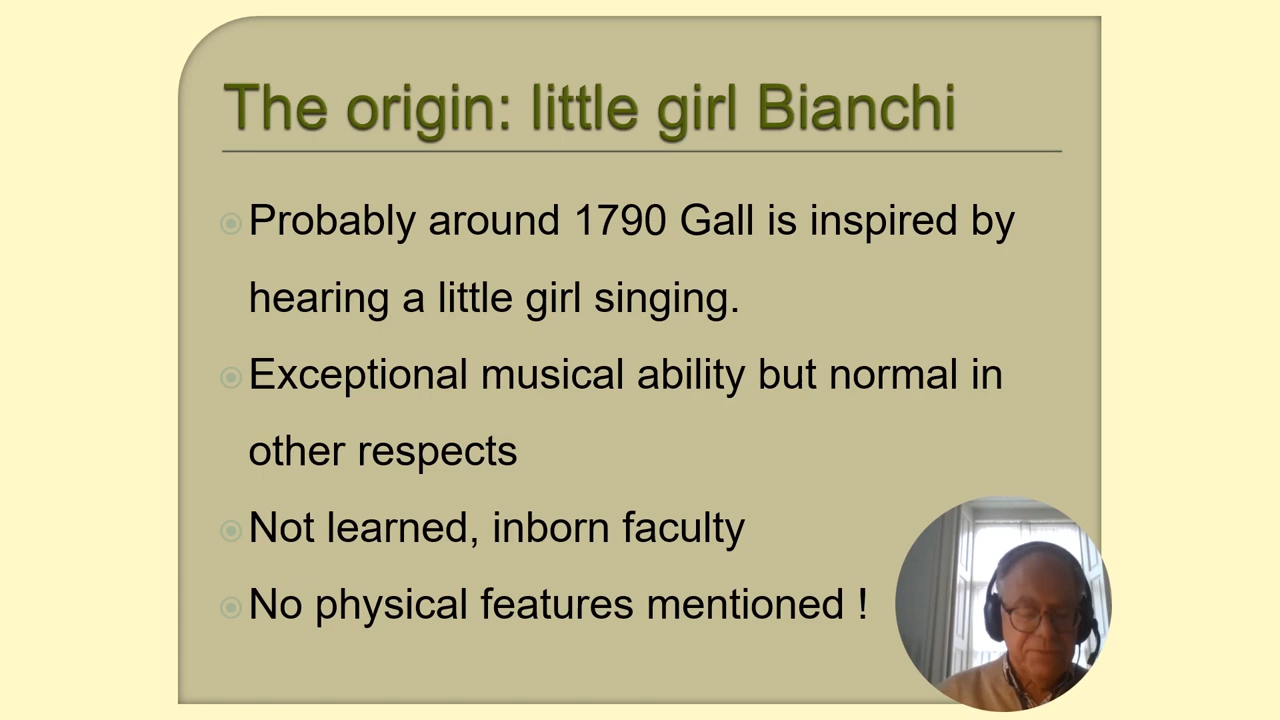 The origin: little girl Bianchi
Probably around 1790 Gall is inspired by
hearing a little girl singing.
Exceptional musical ability but normal in
other respects
Not learned, inborn faculty
No physical features mentioned !